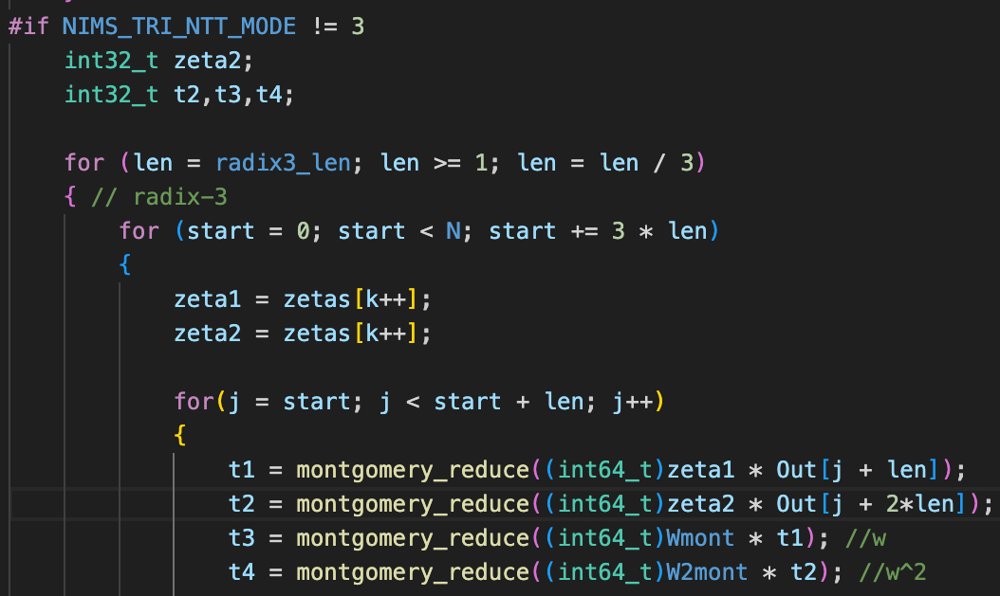 #if NIMS_TRI_NTT_MODE != 3
    int32_t zeta2;
    int32_t t2,t3,t4;
    for (len = radix3_len; len >= 1; len = len / 3)
    { // radix-3
        for (start = 0; start < N; start += 3 * len)
        {
            zeta1 = zetas[k++];
            zeta2 = zetas[k++];
            for(j = start; j < start + len; j++)
            {
                t1 = montgomery_reduce((int64_t)zeta1 * Out[j + len]);
                t2 = montgomery_reduce((int64_t)zeta2 * Out[j + 2*len]);
                t3 = montgomery_reduce((int64_t)Wmont * t1); //w
                t4 = montgomery_reduce((int64_t)W2mont * t2); //w^2